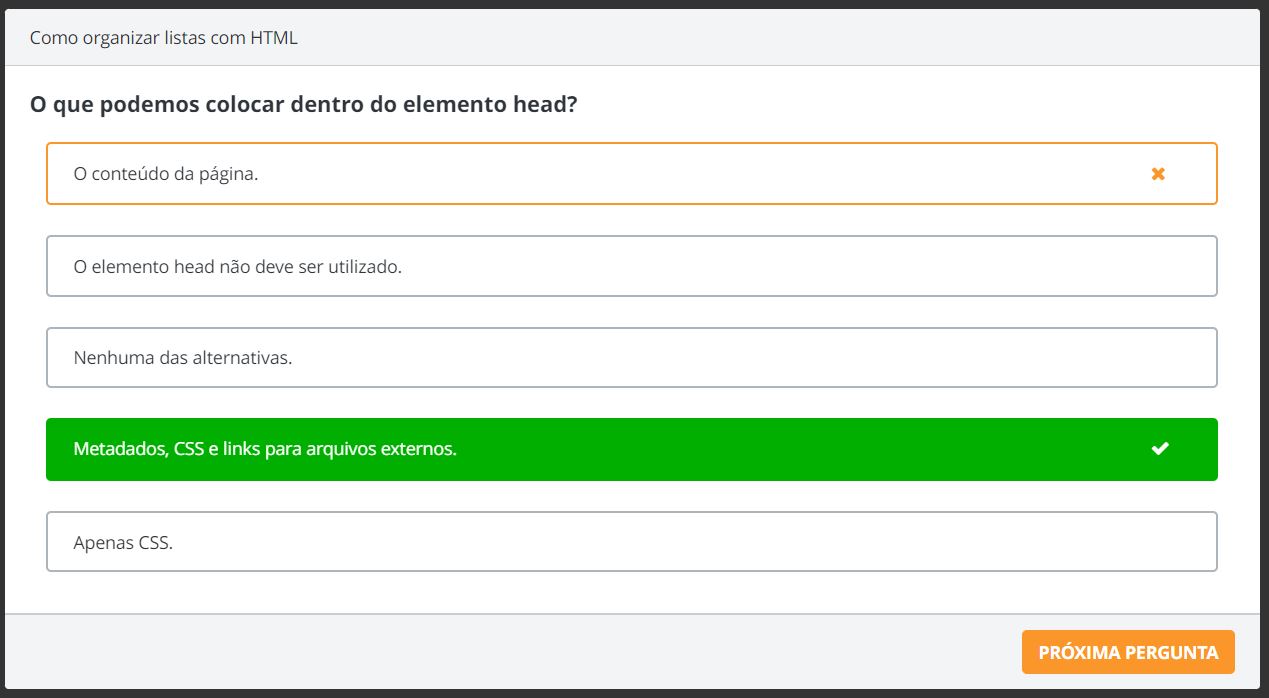 Como organizar listas com HTML
O que podemos colocar dentro do elemento head?
O conteúdo da página.
O elemento head não deve ser utilizado.
Nenhuma das alternativas.
Metadados, CSS e links para arquivos externos.
Apenas CSS.
PRÓXIMA PERGUNTA